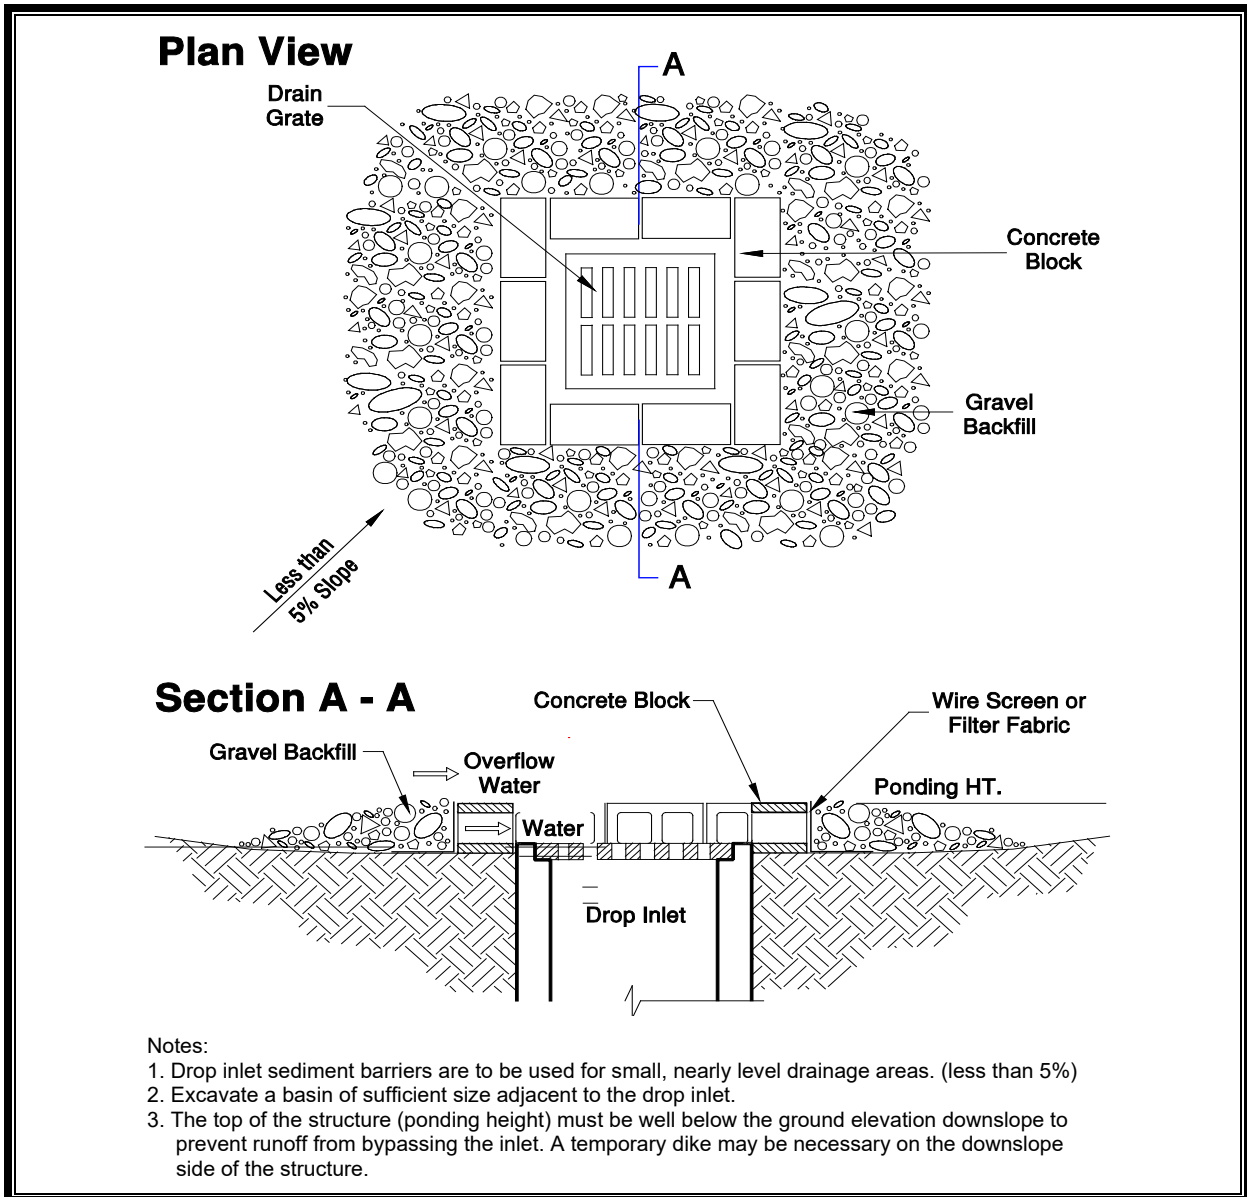 Plan View
A
Drain
Grate
Concrete
Block
Gravel
Backfill
A
Less than
5% Slope
Section A - A
Concrete Block
Wire Screen or
Filter Fabric
Gravel Backfill
Overflow
Water
Ponding HT.
Water
Drop Inlet
Notes:
1. Drop inlet sediment barriers are to be used for small, nearly level drainage areas. (less than 5%)
2. Excavate a basin of sufficient size adjacent to the drop inlet.
3. The top of the structure (ponding height) must be well below the ground elevation downslope to
prevent runoff from bypassing the inlet. A temporary dike may be necessary on the downslope
side of the structure.